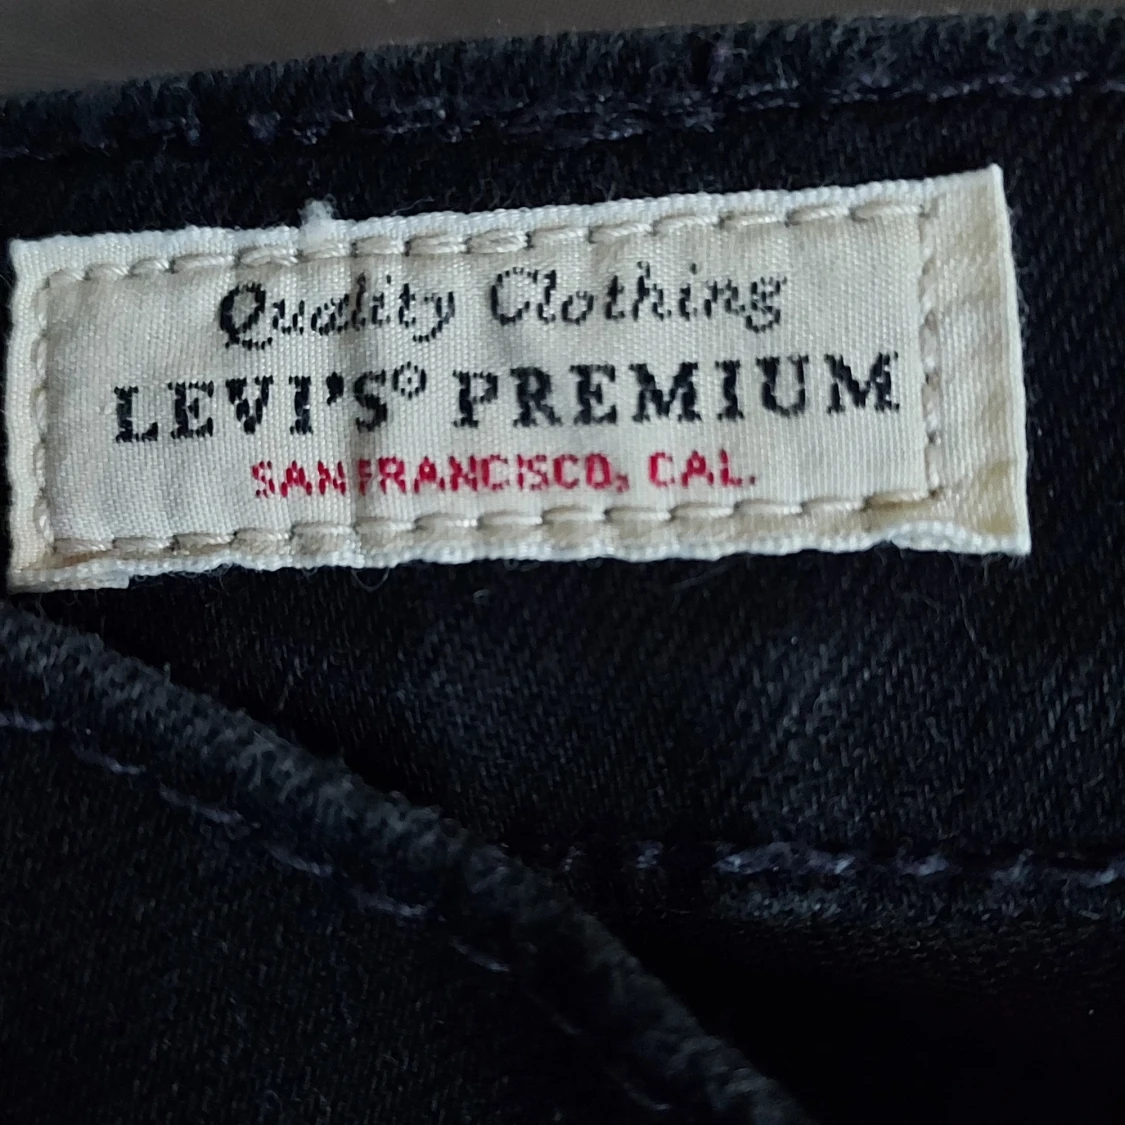 Quality Clothing
LEVI'S® PREMIUM
SAN FRANCISCO, CAL.